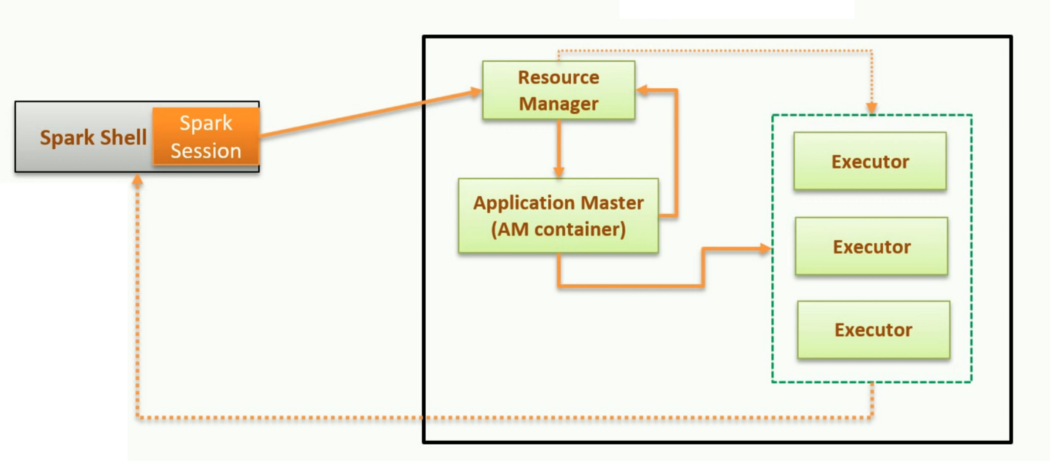 Spark Shell
Spark
Session
Resource
Manager
Application Master
(AM container)
Executor
Executor
Executor